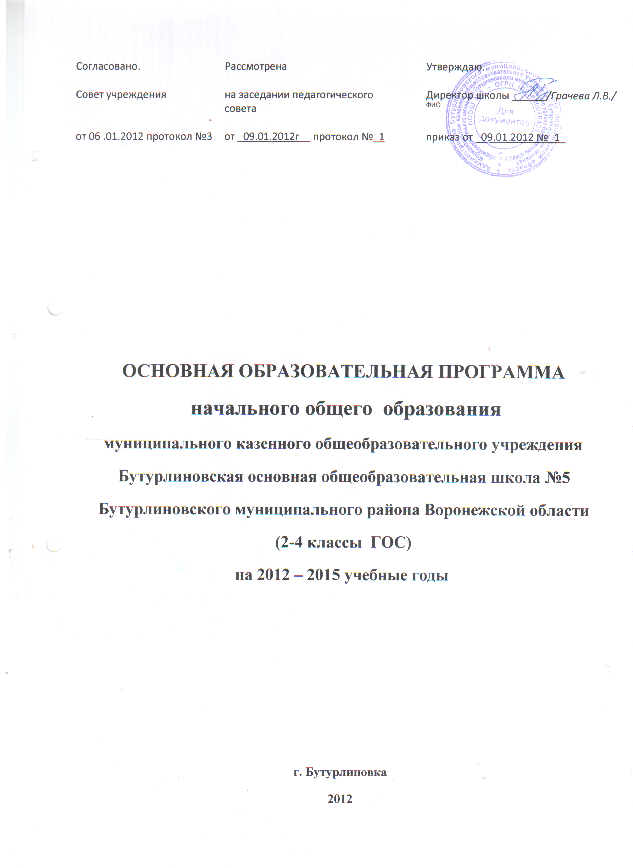 Согласовано.
Совет учреждения
от 06 .01.2012 протокол №3
Рассмотрена
на заседании педагогического
совета
от 09.01.2012г протокол № 1
Утверждаю.
Директор школы /Грачева Л.В./
ФИО
приказ от 09.01.2012 № 1
Для
документов
ОСНОВНАЯ ОБРАЗОВАТЕЛЬНАЯ ПРОГРАММА
начального общего образования
муниципального казенного общеобразовательного учреждения
Бутурлиновская основная общеобразовательная школа №5
Бутурлиновского муниципального района Воронежской области
(2-4 классы ГОС)
на 2012 – 2015 учебные годы
г. Бутурлиновка
2012